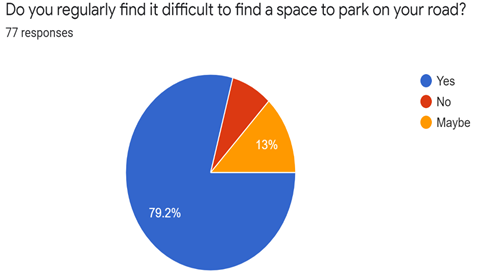 Do you regularly find it difficult to find a space to park on your road?
77 responses
Yes
No
Maybe
13%
79.2%